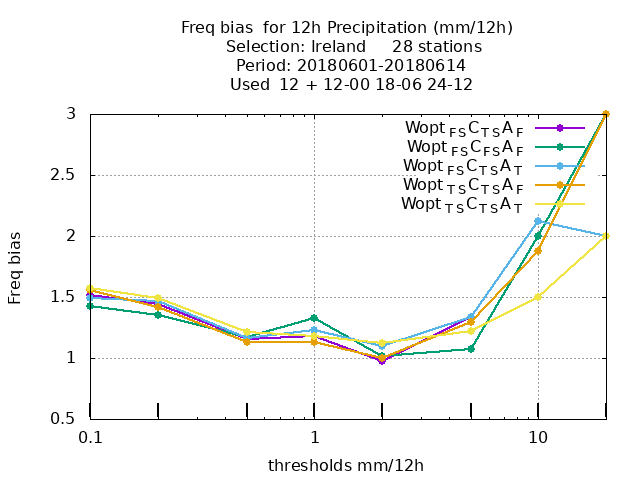 Freq bias  for 12h Precipitation (mm/12h)
Selection: Ireland     28 stations
Period: 20180601-20180614
Used  12 + 12-00 18-06 24-12
Wopt FS C TS A F
Wopt FS C FS A F
Wopt FS C TS A T
Wopt TS C TS A F
Wopt TS C TS A T
3
2.5
2
1.5
1
0.5
Freq bias
0.1 1 10
thresholds mm/12h